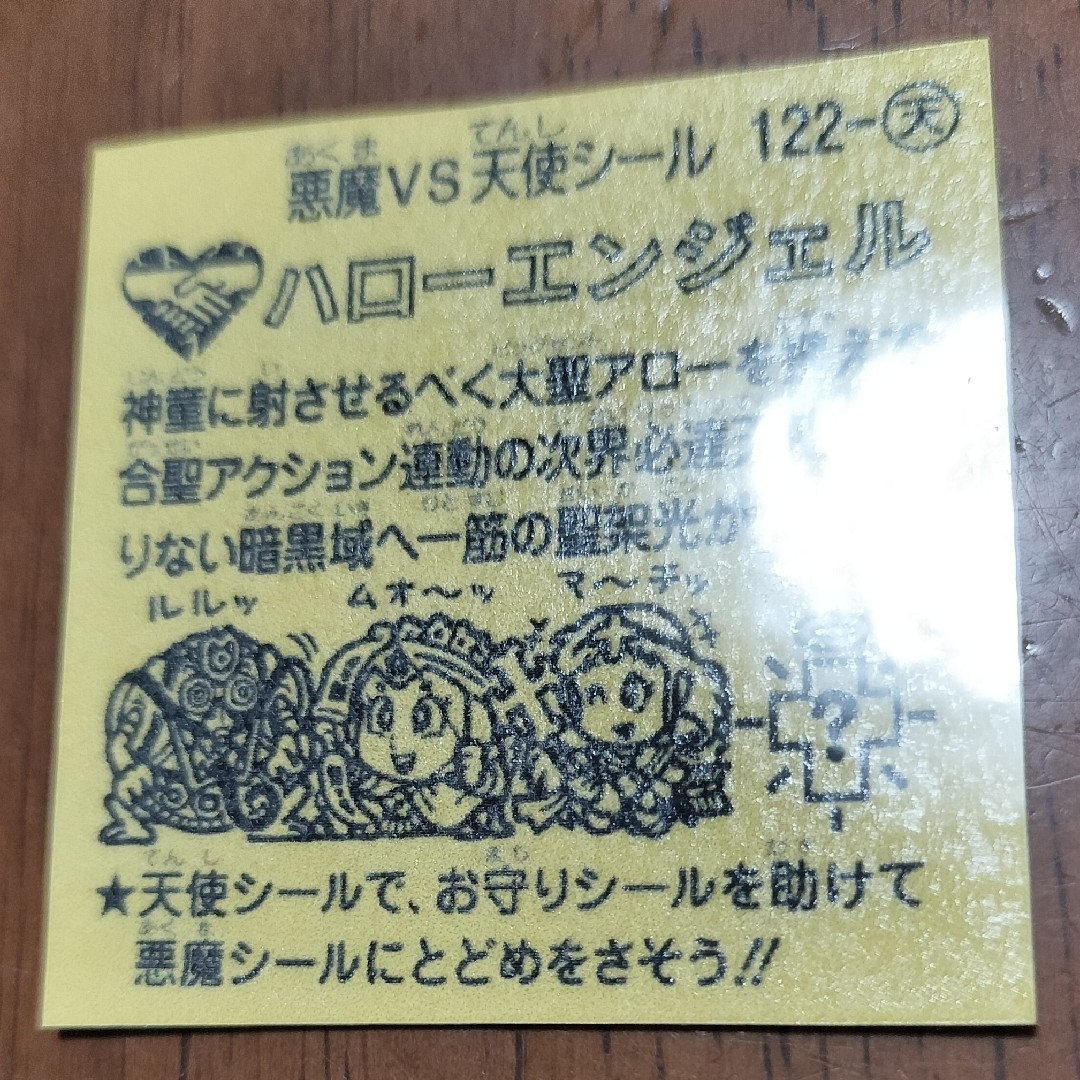 悪魔VS天使シール 122-天
ハローエンジェル
神童に射させるべく大聖アローを
合聖アクション連動の次界必達
りない暗黒域へ一筋の聖架光が
ルルッ ムォ〜ッ マ〜チッ
?
★天使シールで、お守りシールを助けて
悪魔シールにとどめをさそう!!